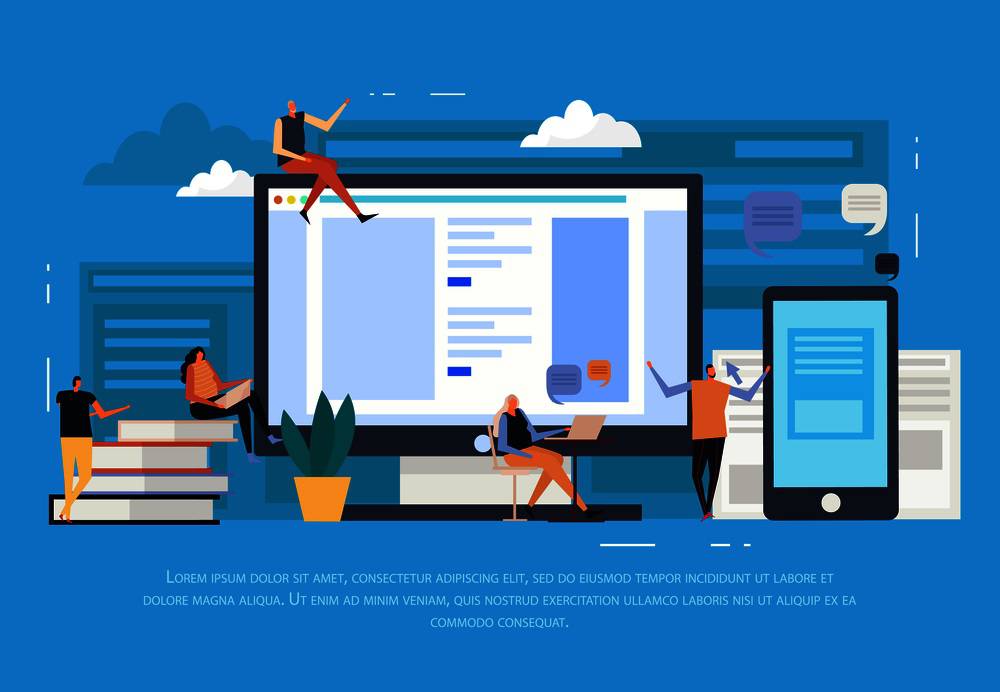 Lorem ipsum dolor sit amet, consectetur adipiscing elit, sed do eiusmod tempor incididunt ut labore et
dolore magna aliqua. Ut enim ad minim veniam, quis nostrud exercitation ullamco laboris nisi ut aliquip ex ea
commodo consequat.